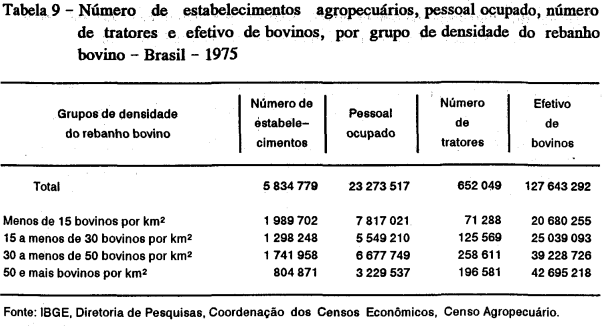 Tabela 9 – Número de estabelecimentos agropecuários, pessoal ocupado, número
de tratores e efetivo de bovinos, por grupo de densidade do rebanho
bovino – Brasil – 1975
Grupos de densidade
do rebanho bovino
Número de
éstabele–
cimentos
Pessoal
ocupado
Número
de
tratores
Efetivo
de
bovinos
Total 5 834 779 23 273 517 652 049 127 643 292
Menos de 15 bovinos por km² 1 989 702 7 817 021 71 288 20 680 255
15 a menos de 30 bovinos por km² 1 298 248 5 549 210 125 569 25 039 093
30 a menos de 50 bovinos por km² 1 741 958 6 677 749 258 611 39 228 726
50 e mais bovinos por km² 804 871 3 229 537 196 581 42 695 218
Fonte: IBGE, Diretoria de Pesquisas, Coordenação dos Censos Econômicos, Censo Agropecuário.